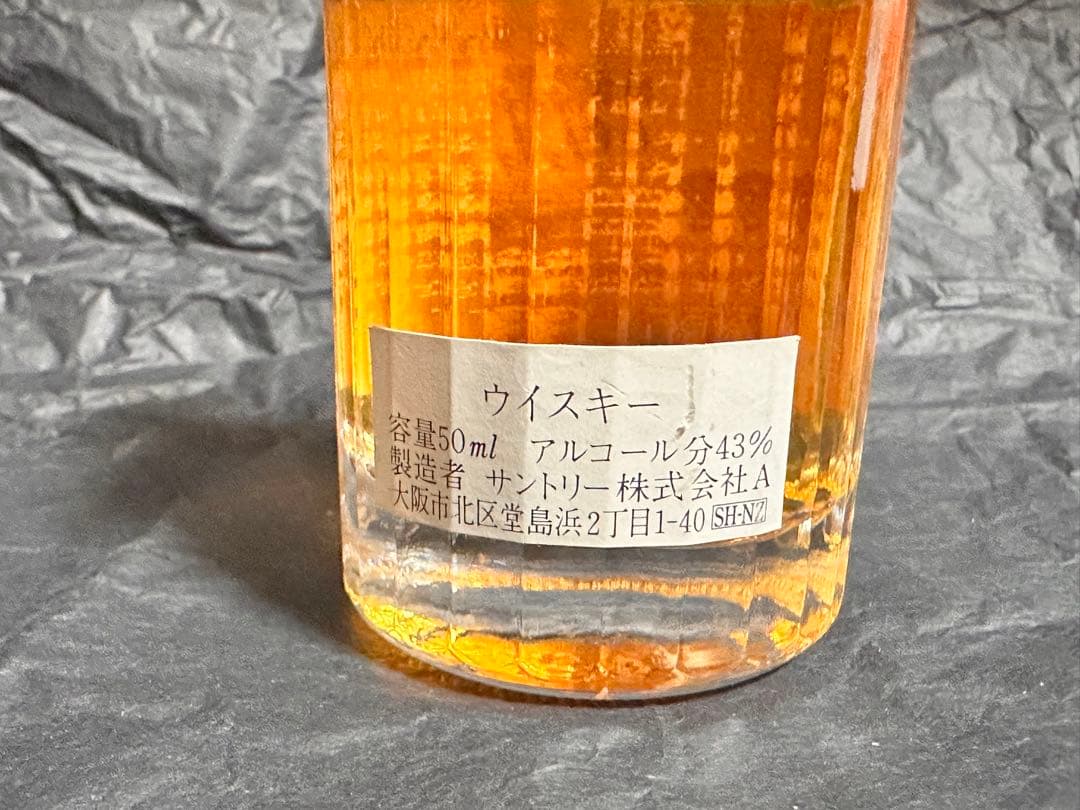 ウイスキー
容量50ml アルコール分43%
製造者 サントリー株式会社A
大阪市北区堂島浜2丁目1-40 SH-NZ